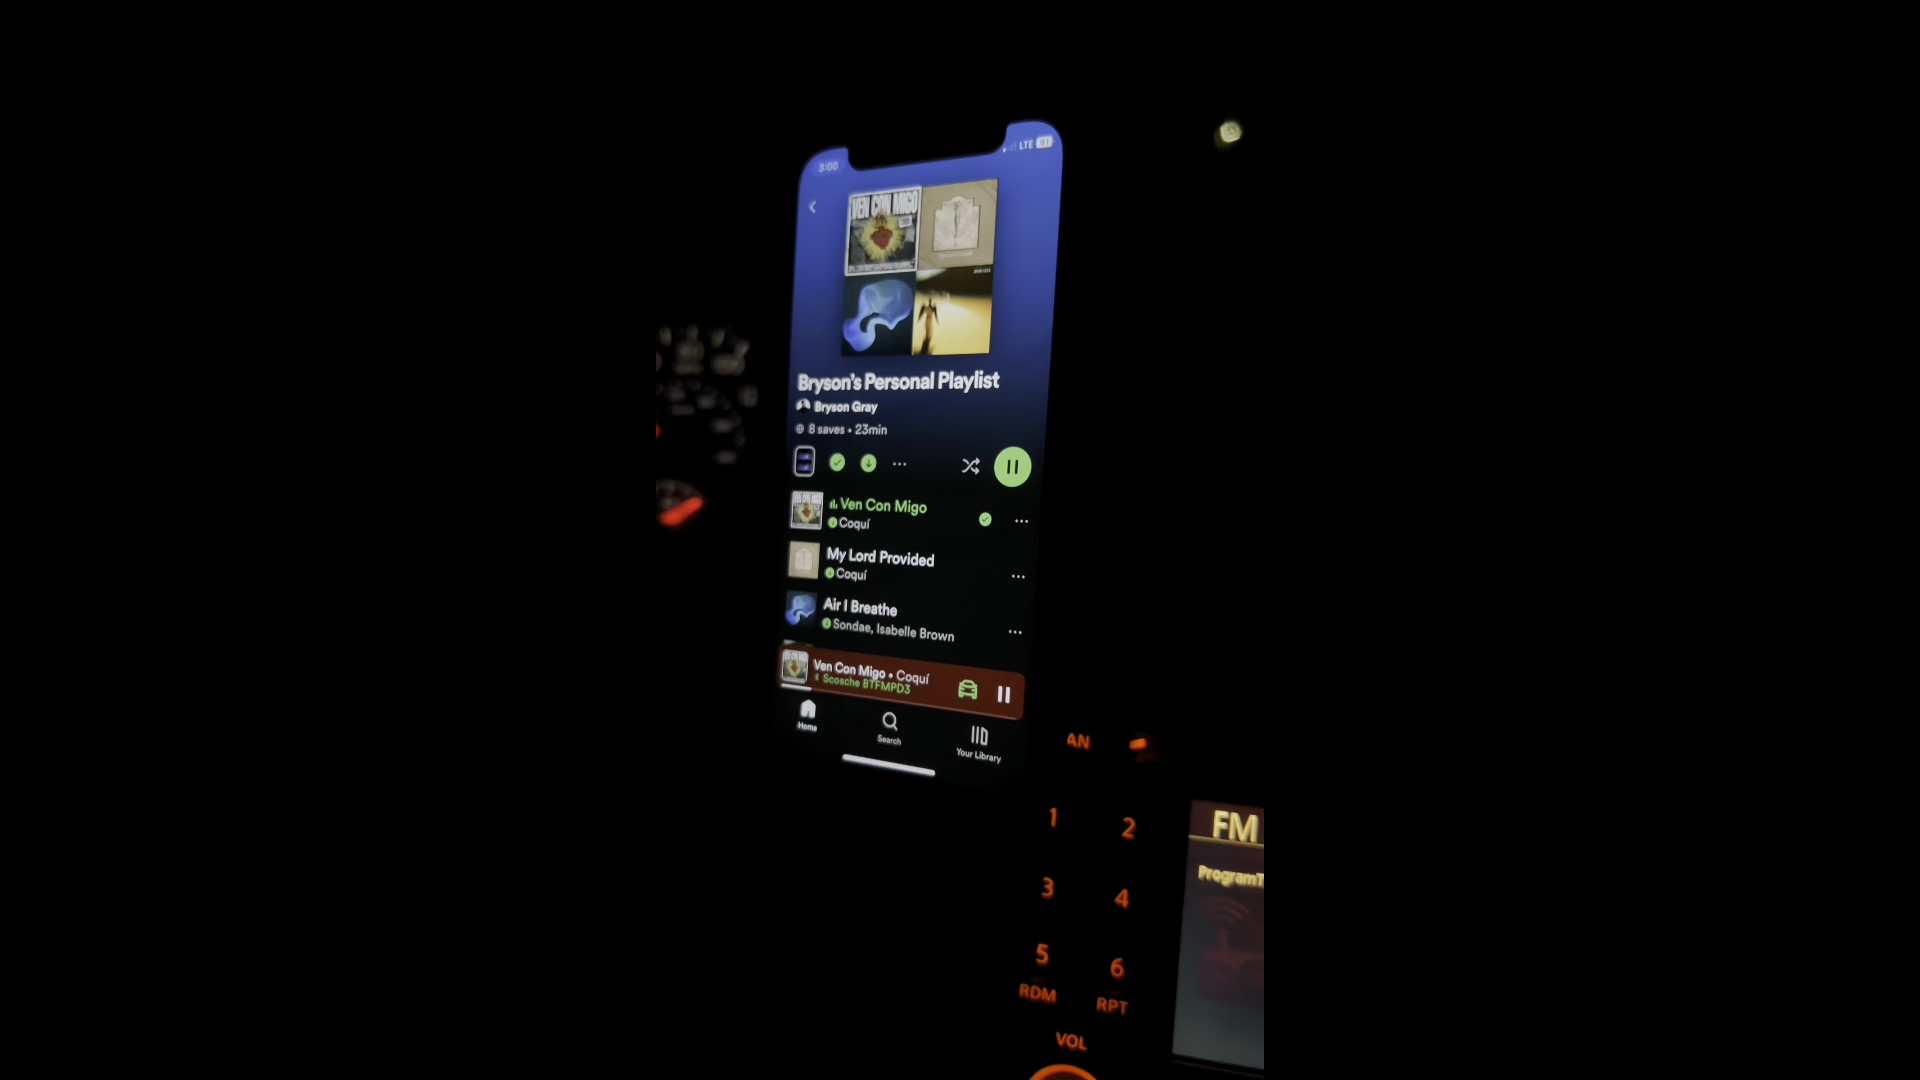 3:00
LTE 91
VEN CON MIGO
Bryson's Personal Playlist
Bryson Gray
8 saves • 23min
Ven Con Migo
Coquí
My Lord Provided
Coquí
Air I Breathe
Sondae, Isabelle Brown
Ven Con Migo • Coquí
Scosche BTFMPD3
Home
Search
Your Library
AN
1
2
3
4
5
6
RDM
RPT
VOL
FM
ProgramT